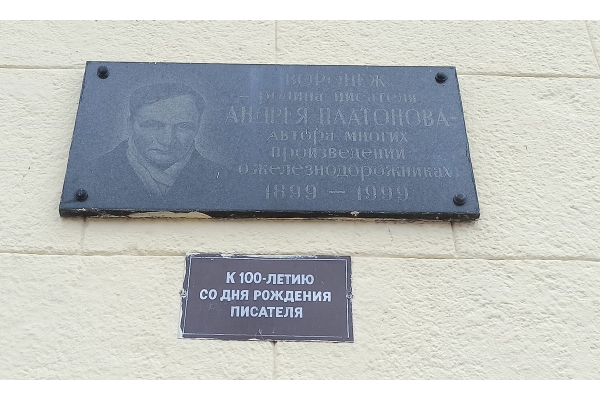 ВОРОНЕЖ
— родина писателя
АНДРЕЯ ПЛАТОНОВА —
автора многих
произведений
о железнодорожниках
1899 — 1999
К 100-ЛЕТИЮ
СО ДНЯ РОЖДЕНИЯ
ПИСАТЕЛЯ